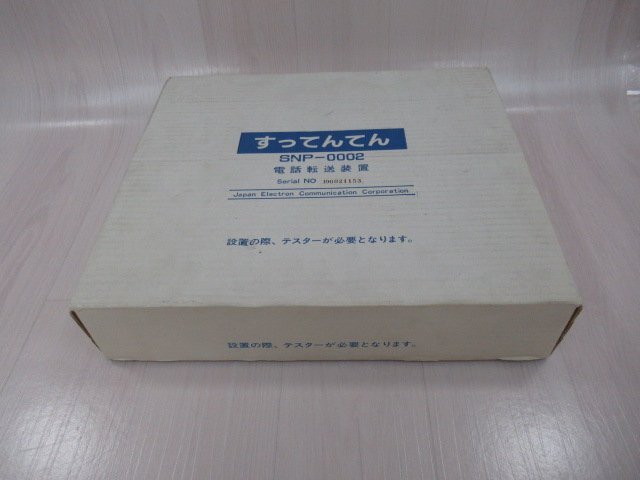 すってんてん
SNP-0002
電話転送装置
Serial NO 196021153
Japan Electron Communication Corporation
設置の際、テスターが必要となります。
設置の際、テスターが必要となります。